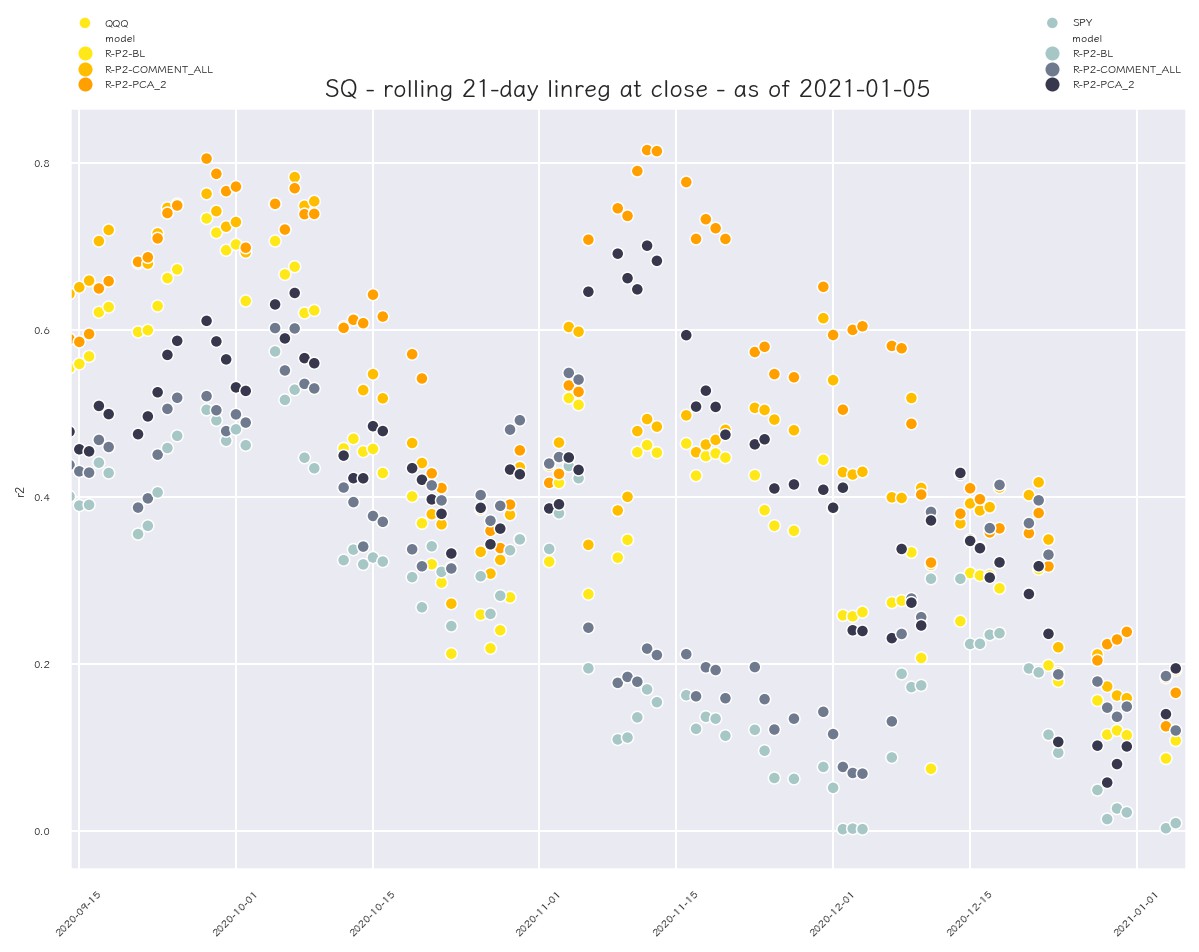 QQQ
model
R-P2-BL
R-P2-COMMENT_ALL
R-P2-PCA_2
SPY
model
R-P2-BL
R-P2-COMMENT_ALL
R-P2-PCA_2
SQ - rolling 21-day linreg at close - as of 2021-01-05
r2
0.8
0.6
0.4
0.2
0.0
2020-09-15
2020-10-01
2020-10-15
2020-11-01
2020-11-15
2020-12-01
2020-12-15
2021-01-01